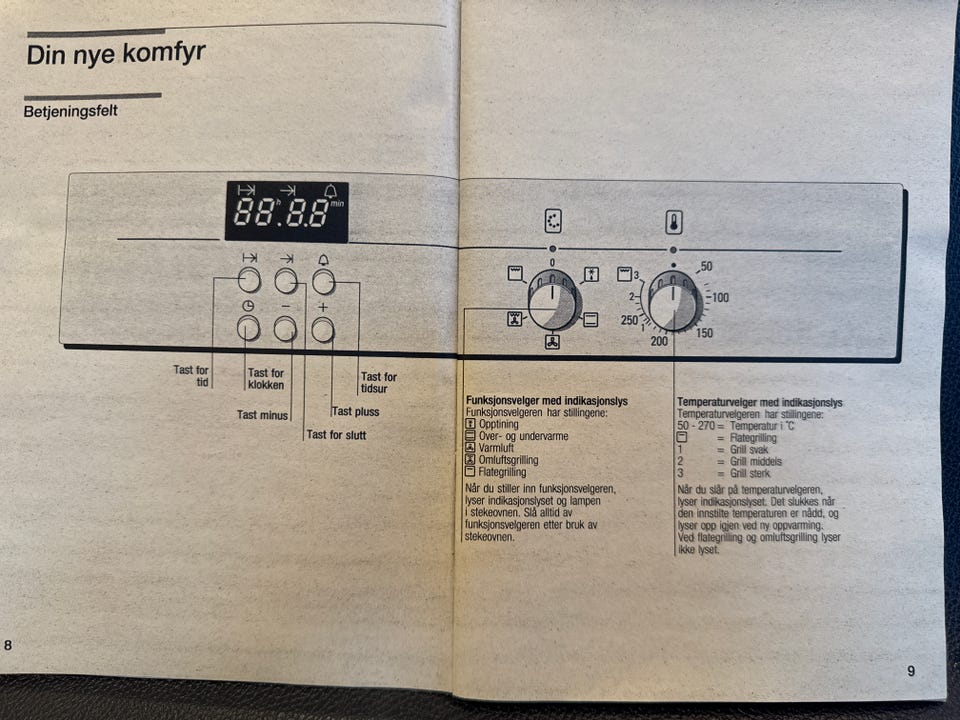 Din nye komfyr
Betjeningsfelt
88h.88min
0
3
2
1
50
100
150
200
250
Tast for
tid
Tast for
klokken
Tast minus
Tast for slutt
Tast pluss
Tast for
tidsur
Funksjonsvelger med indikasjonslys
Funksjonsvelgeren har stillingene:
Opptining
Over- og undervarme
Varmluft
Omluftsgrilling
Flategrilling
Når du stiller inn funksjonsvelgeren,
lyser indikasjonslyset og lampen
i stekeovnen. Slå alltid av
funksjonsvelgeren etter bruk av
stekeovnen.
Temperaturvelger med indikasjonslys
Temperaturvelgeren har stillingene:
50 - 270 = Temperatur i °C
= Flategrilling
1 = Grill svak
2 = Grill middels
3 = Grill sterk
Når du slår på temperaturvelgeren,
lyser indikasjonslyset. Det slukkes når
den innstilte temperaturen er nådd, og
lyser opp igjen ved ny oppvarming.
Ved flategrilling og omluftsgrilling lyser
ikke lyset.
8
9